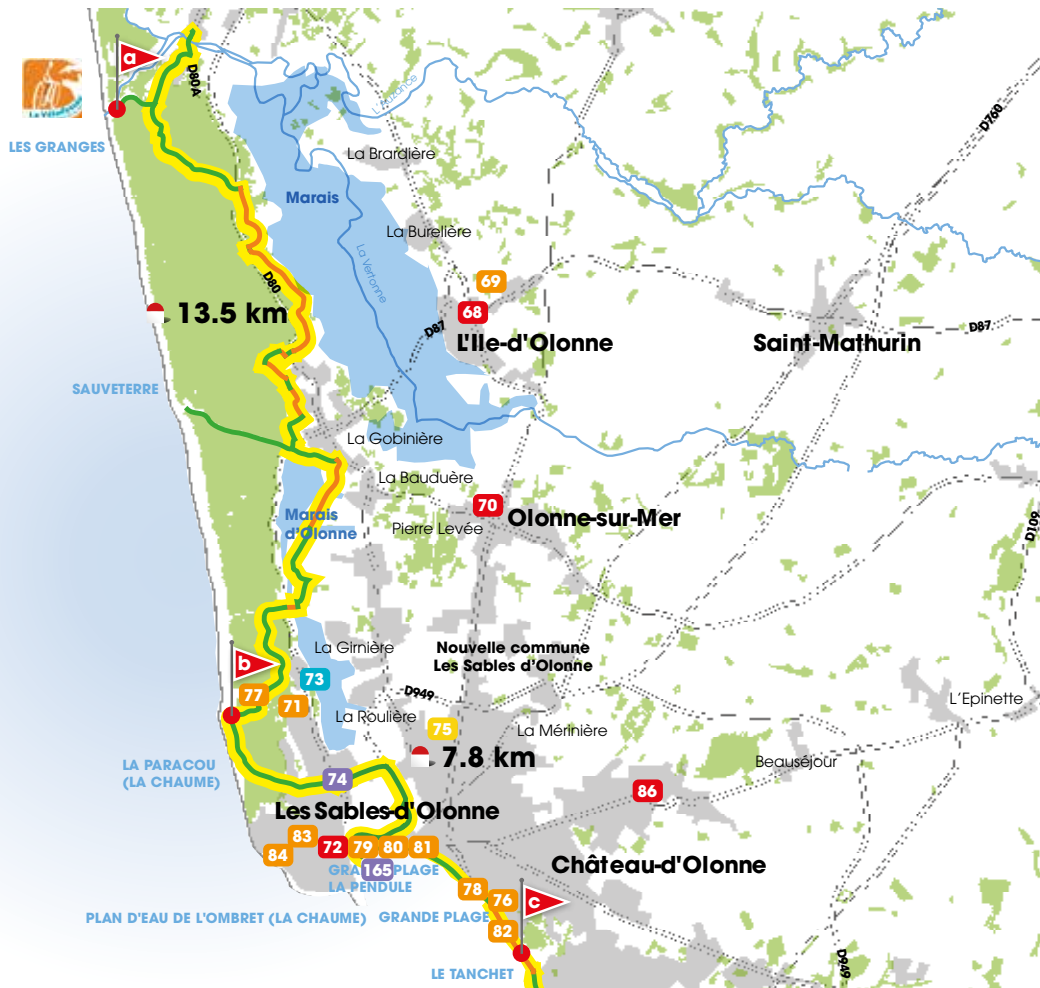 a
D80A
L'Auzance
D760
LES GRANGES
La Brardière
Marais
La Burelière
La Vertonne
69
D80
68
13.5 km
D87
L'Ile-d'Olonne
Saint-Mathurin
D87
SAUVETERRE
La Gobinière
La Bauduère
70
Olonne-sur-Mer
Marais
d'Olonne
Pierre Levée
D109
La Girnière
Nouvelle commune
Les Sables d'Olonne
b
73
77
71
D949
L'Epinette
La Roulière
75
La Mérinière
7.8 km
LA PARACOU
(LA CHAUME)
74
Beauséjour
86
Les Sables-d'Olonne
83
84
72
79
80
81
Château-d'Olonne
165
PLAGE
LA PENDULE
78
76
c
PLAN D'EAU DE L'OMBRET (LA CHAUME)
GRANDE PLAGE
82
D949
LE TANCHET